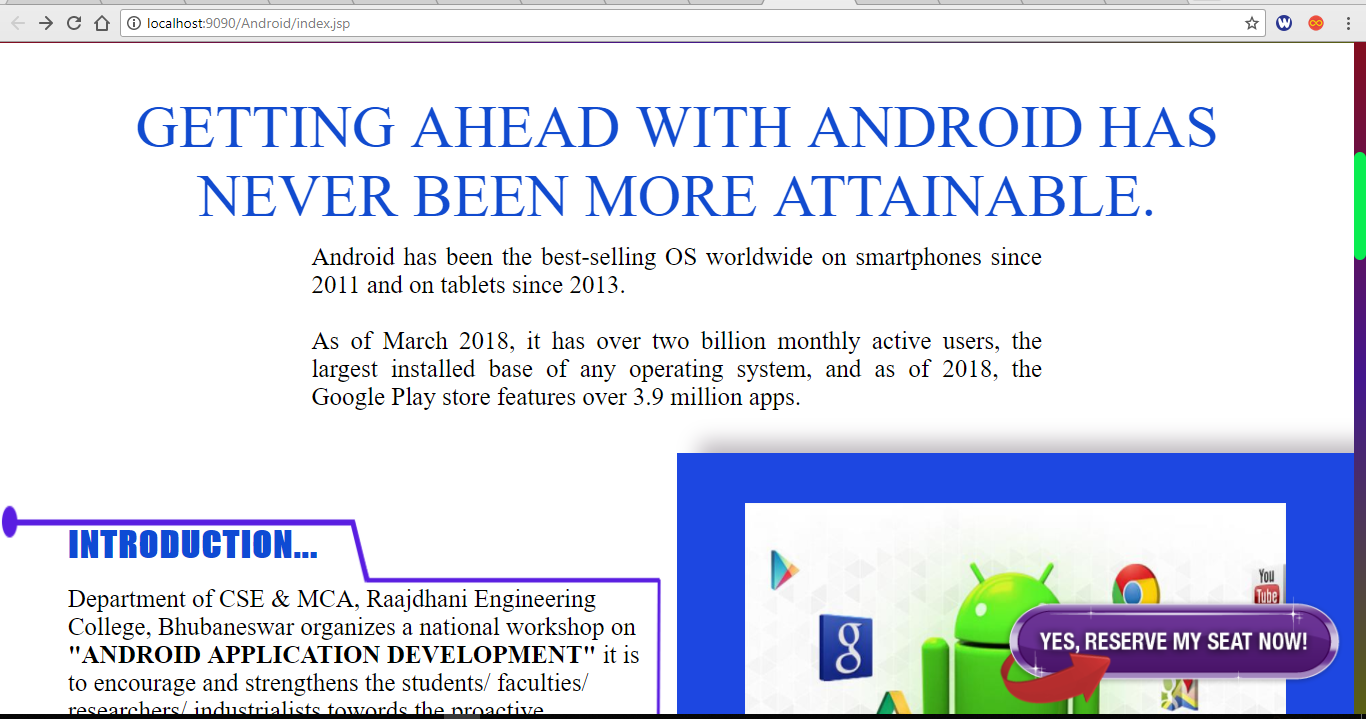 localhost:9090/Android/index.jsp
GETTING AHEAD WITH ANDROID HAS
NEVER BEEN MORE ATTAINABLE.
Android has been the best-selling OS worldwide on smartphones since
2011 and on tablets since 2013.
As of March 2018, it has over two billion monthly active users, the
largest installed base of any operating system, and as of 2018, the
Google Play store features over 3.9 million apps.
INTRODUCTION...
Department of CSE & MCA, Raajdhani Engineering
College, Bhubaneswar organizes a national workshop on
"ANDROID APPLICATION DEVELOPMENT" it is
to encourage and strengthens the students/ faculties/
researchers/ industrialists towards the proactive
You
Tube
g
YES, RESERVE MY SEAT NOW!